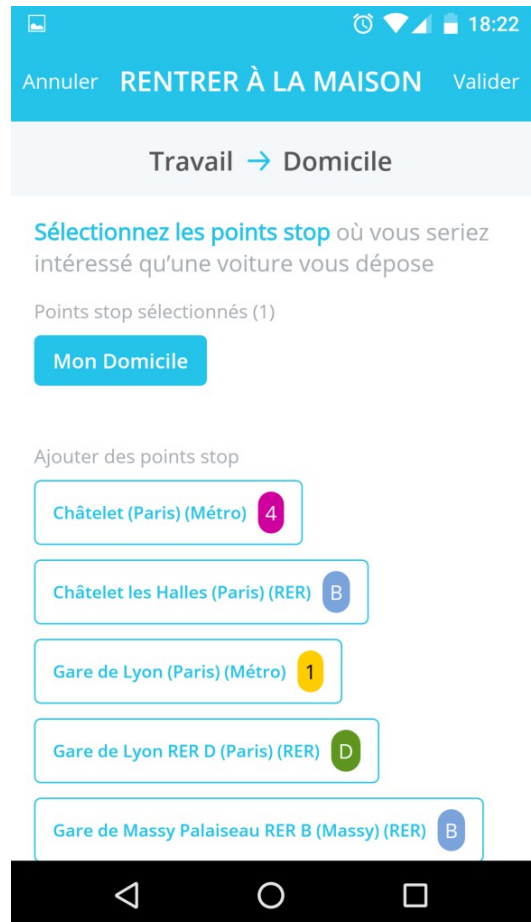 18:22
Annuler RENTRER À LA MAISON Valider
Travail → Domicile
Sélectionnez les points stop où vous seriez
intéressé qu'une voiture vous dépose
Points stop sélectionnés (1)
Mon Domicile
Ajouter des points stop
Châtelet (Paris) (Métro) 4
Châtelet les Halles (Paris) (RER) B
Gare de Lyon (Paris) (Métro) 1
Gare de Lyon RER D (Paris) (RER) D
Gare de Massy Palaiseau RER B (Massy) (RER) B